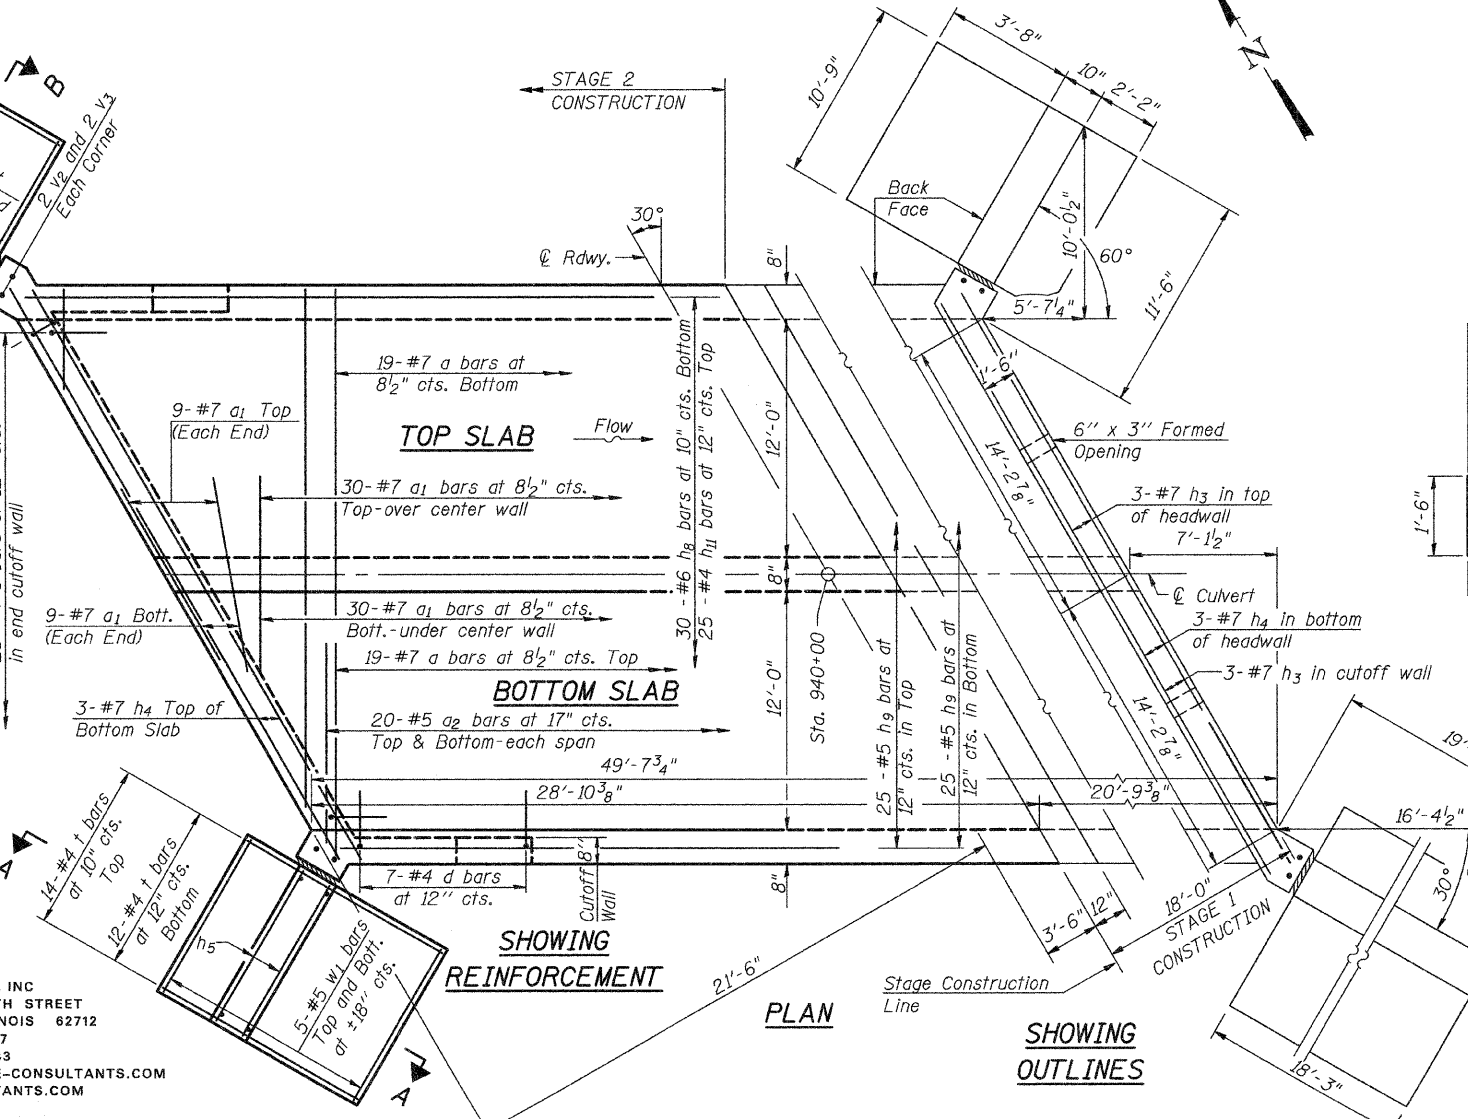 B
2 v2 and 2 v3
Each Corner
STAGE 2
CONSTRUCTION
3'-8"
10"
2'-2"
10'-9"
N
30°
℄ Rdwy.
8"
Back
Face
10'-0½"
60°
5'-7¼"
11'-6"
19-#7 a bars at
8½" cts. Bottom
30 - #6 h8 bars at 10" cts. Bottom
25 - #4 h11 bars at 12" cts. Top
12'-0"
1'-6"
9-#7 a1 Top
(Each End)
TOP SLAB
Flow
6" x 3" Formed
Opening
14'-2⅞"
30-#7 a1 bars at 8½" cts.
Top-over center wall
3-#7 h3 in top
of headwall
7'-1½"
1'-6"
in end cutoff wall
8"
℄ Culvert
9-#7 a1 Bott.
(Each End)
30-#7 a1 bars at 8½" cts.
Bott.-under center wall
3-#7 h4 in bottom
of headwall
19-#7 a bars at 8½" cts. Top
3-#7 h3 in cutoff wall
BOTTOM SLAB
12'-0"
Sta. 940+00
25 -#5 h9 bars at
12" cts. in Top
25 -#5 h9 bars at
12" cts. in Bottom
3-#7 h4 Top of
Bottom Slab
20-#5 a2 bars at 17" cts.
Top & Bottom-each span
14'-2⅞"
19'-
49'-7¾"
28'-10⅜"
20'-9⅜"
16'-4½"
14-#4 t bars
at 10" cts.
Top
12-#4 t bars
at 12" cts.
Bottom
A
7-#4 d bars
at 12" cts.
Cutoff 8"
Wall
8"
18'-0"
STAGE 1
CONSTRUCTION
30°
3'-6"
12"
h5
5-#5 w1 bars
Top and Bott.
at ±18" cts.
SHOWING
REINFORCEMENT
21'-6"
Stage Construction
Line
PLAN
SHOWING
OUTLINES
18'-3"
A
INC
TH STREET
NOIS 62712
7
3
E-CONSULTANTS.COM
TANTS.COM